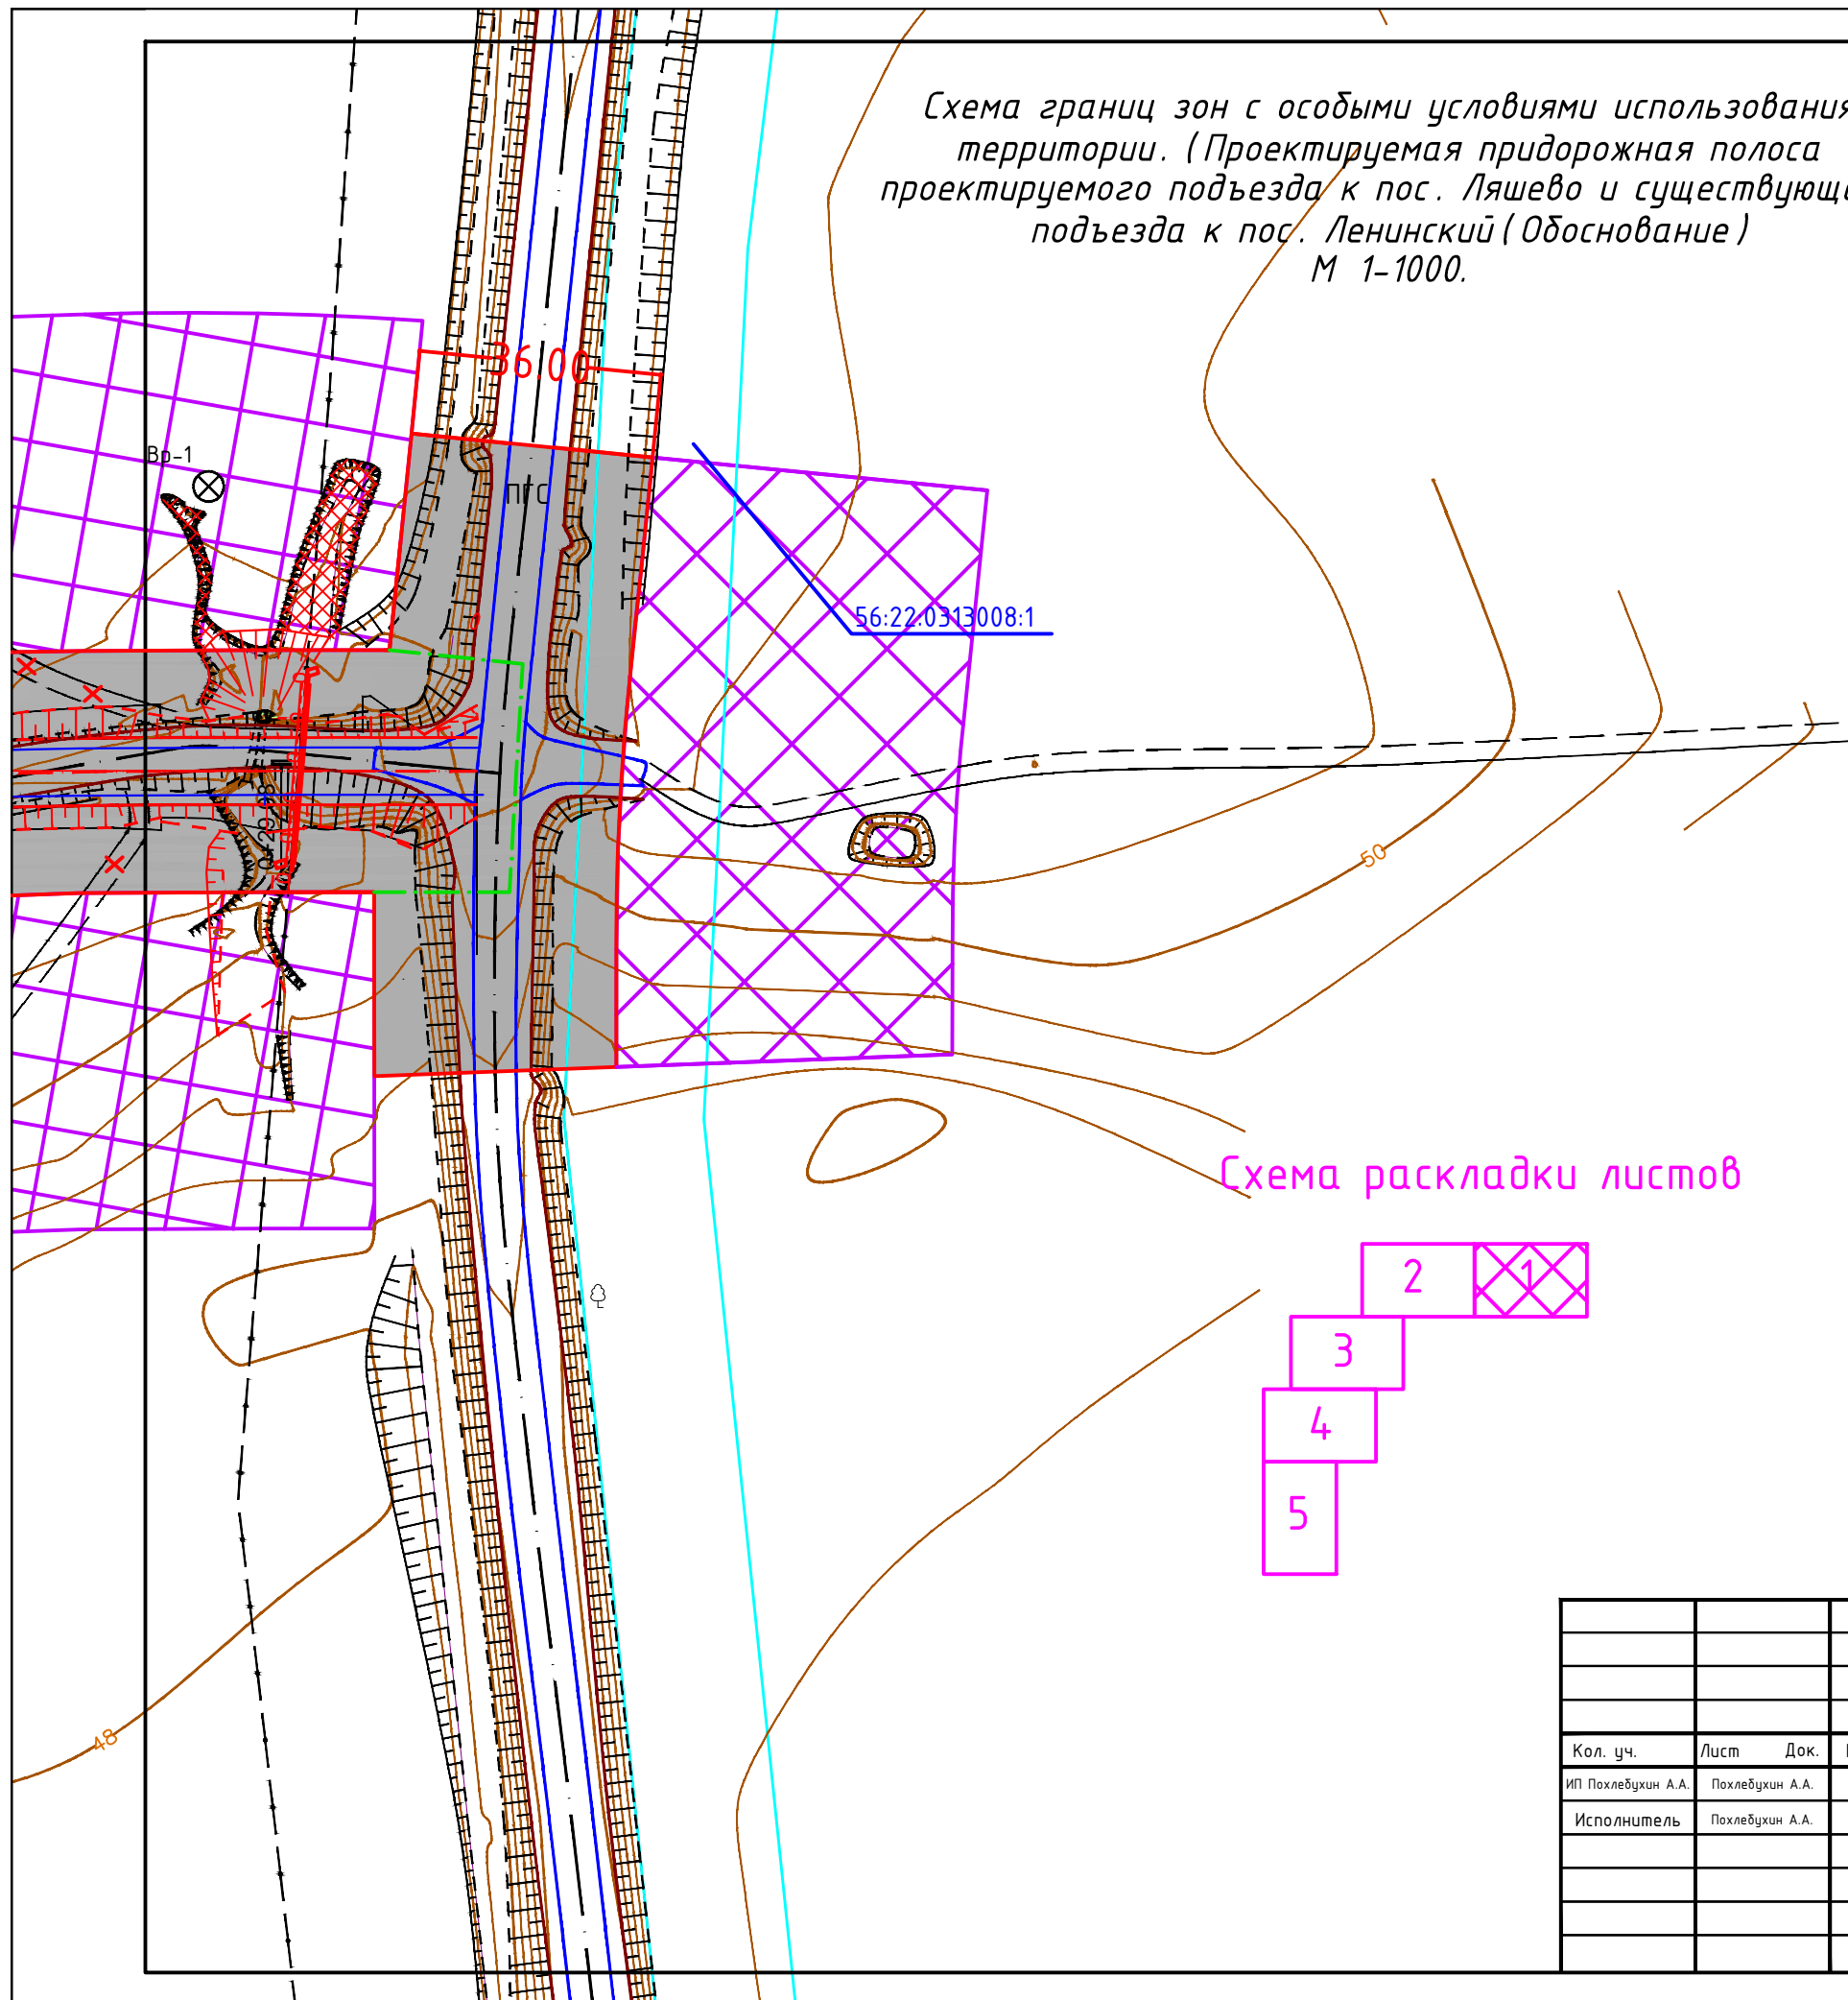 Схема границ зон с особыми условиями использования
территории. (Проектируемая придорожная полоса
проектируемого подъезда к пос. Ляшево и существующ
подъезда к пос. Ленинский (Обоснование)
М 1-1000.
36.00
Вр-1
ПГС
56:22:0313008:1
50
Схема раскладки листов
2
1
3
4
5
48
Кол. уч. Лист Док.
ИП Похлебухин А.А. Похлебухин А.А.
Исполнитель Похлебухин А.А.